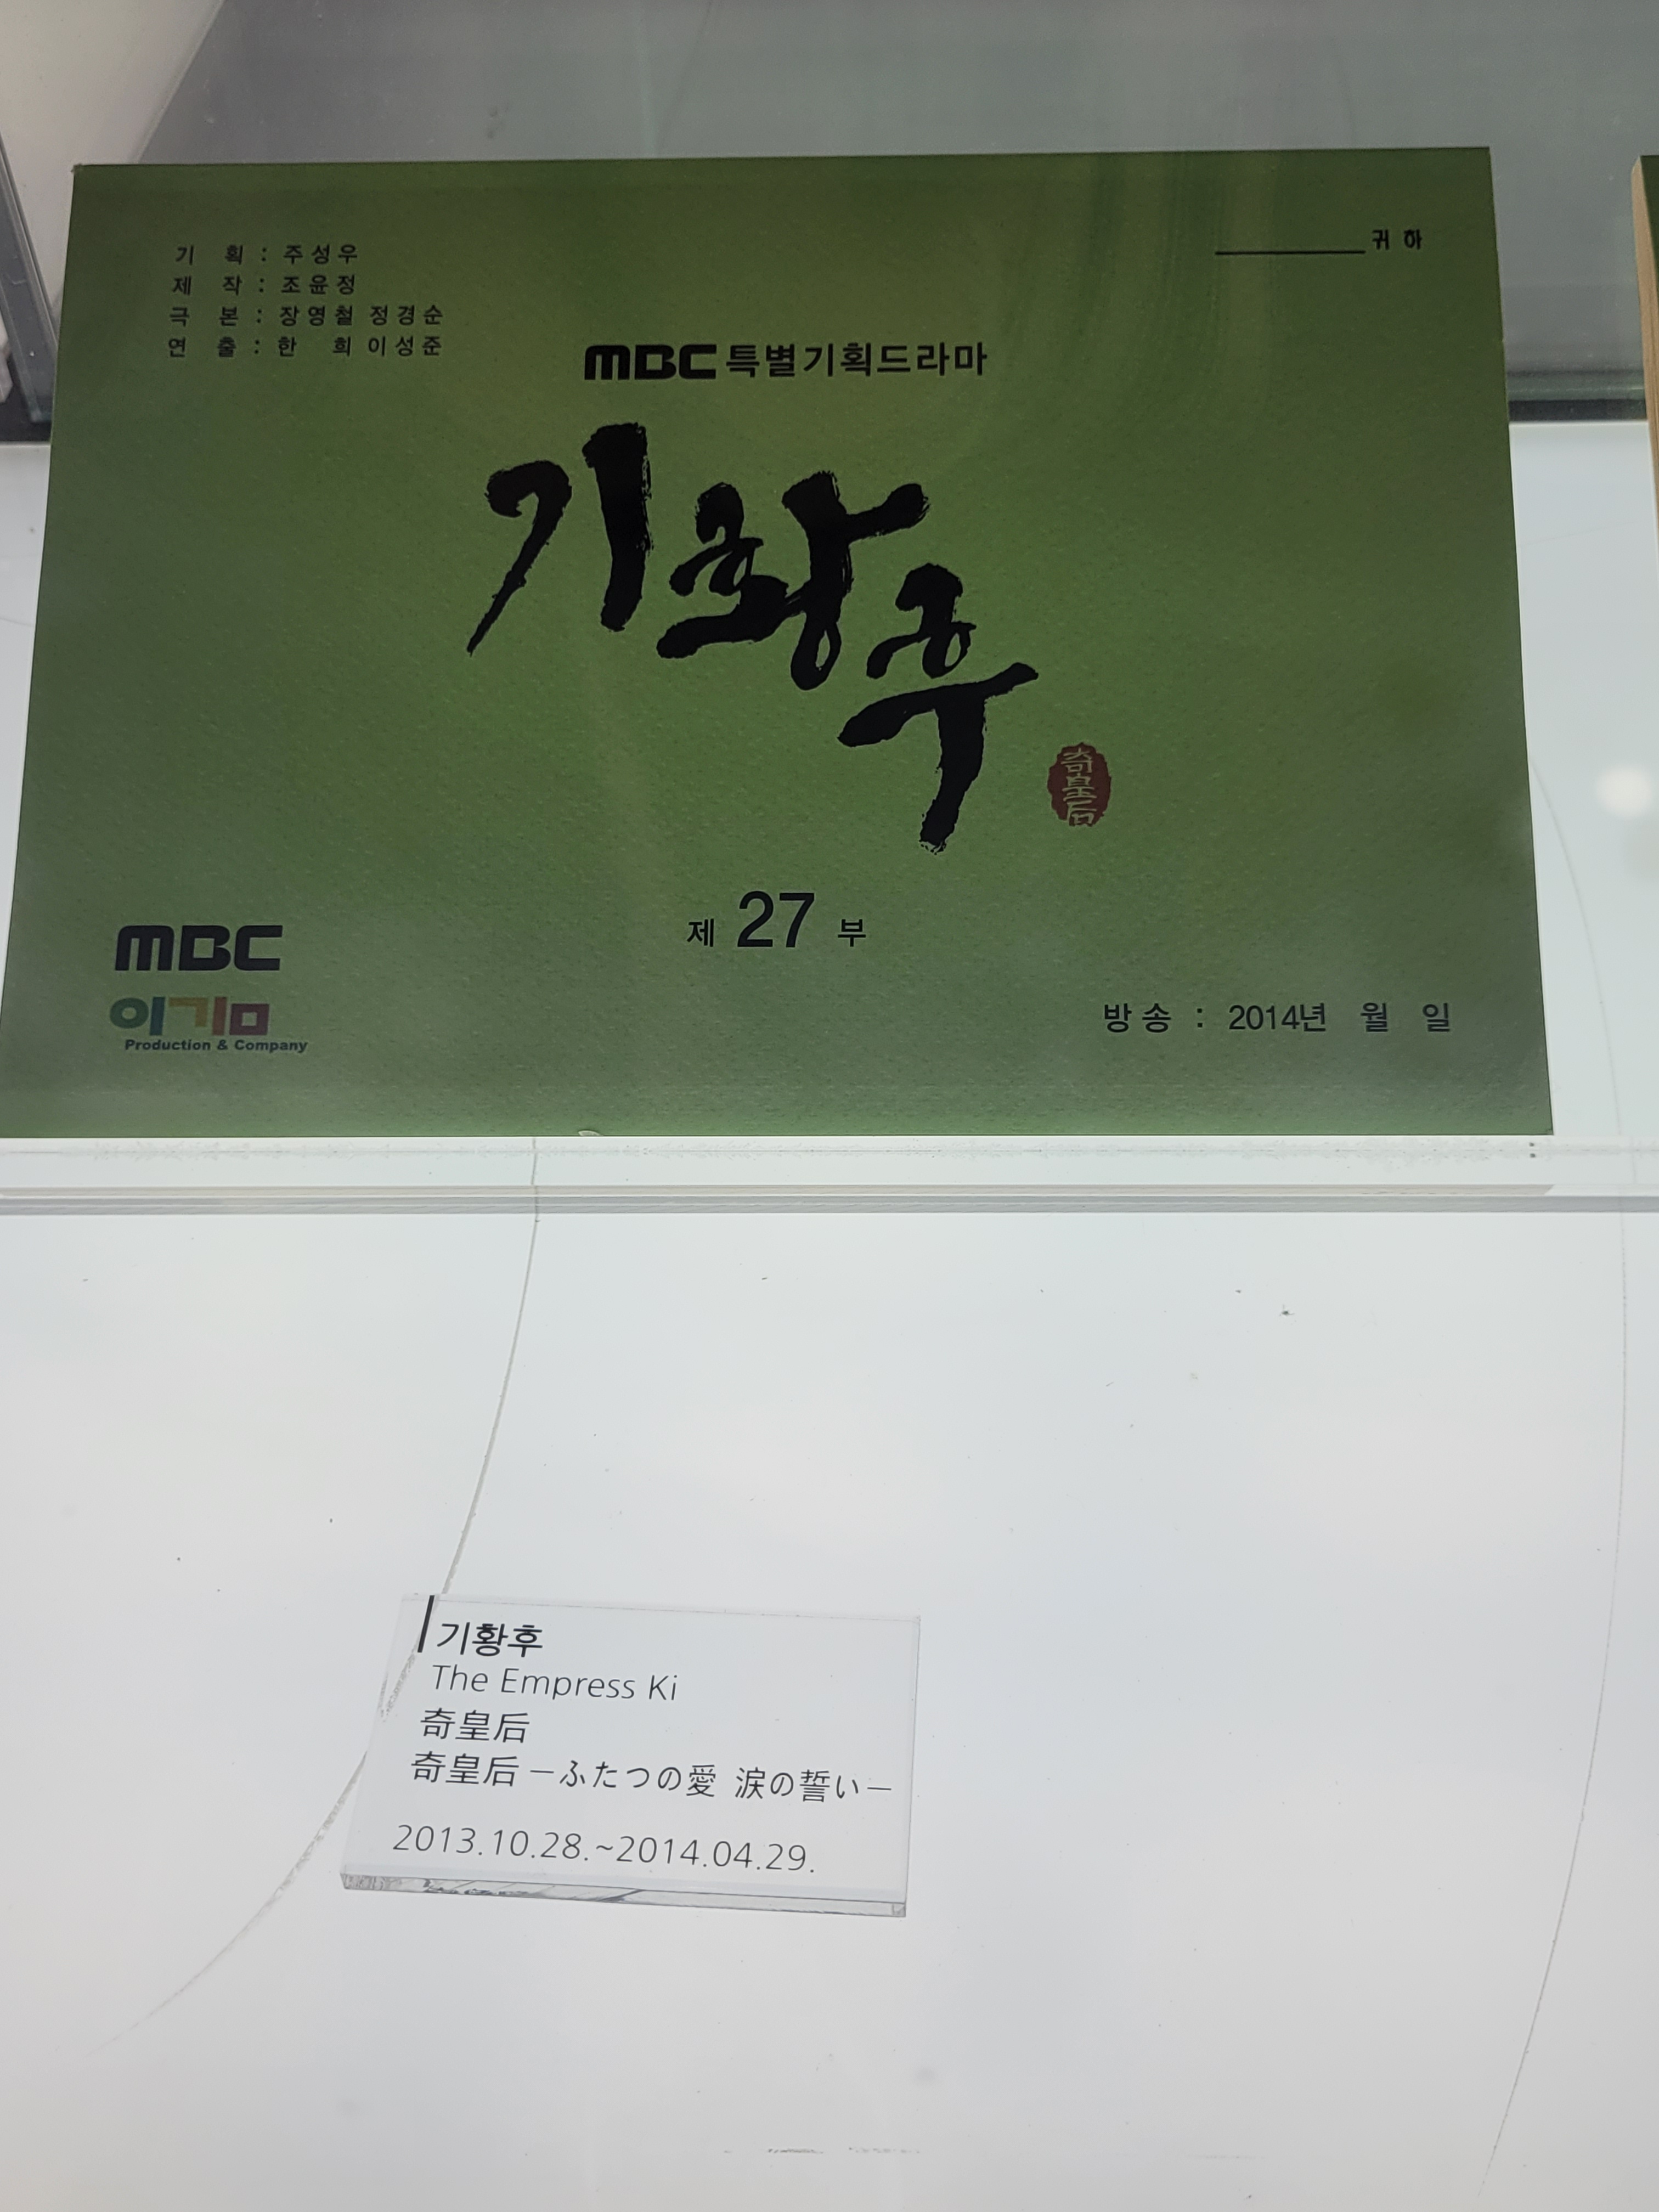 기 획 : 주성우
제 작 : 조윤정
극 본 : 장영철 정경순
연 출 : 한 희 이성준
귀 하
MBC 특별기획드라마
기황후
奇皇后
제 27 부
MBC
이김
Production & Company
방 송 : 2014년 월 일
기황후
The Empress Ki
奇皇后
奇皇后 －ふたつの愛 涙の誓い－
2013.10.28.~2014.04.29.